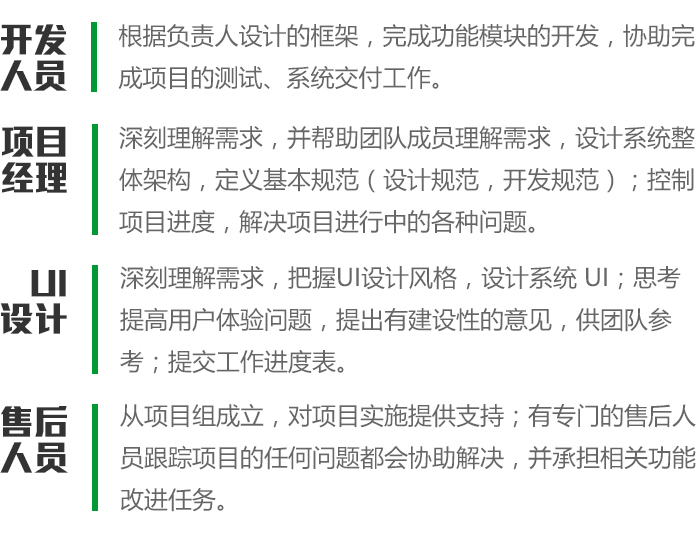 开发
人员
根据负责人设计的框架，完成功能模块的开发，协助完
成项目的测试、系统交付工作。
项目
经理
深刻理解需求，并帮助团队成员理解需求，设计系统整
体架构，定义基本规范（设计规范，开发规范）；控制
项目进度，解决项目进行中的各种问题。
UI
设计
深刻理解需求，把握UI设计风格，设计系统 UI；思考
提高用户体验问题，提出有建设性的意见，供团队参
考；提交工作进度表。
售后
人员
从项目组成立，对项目实施提供支持；有专门的售后人
员跟踪项目的任何问题都会协助解决，并承担相关功能
改进任务。